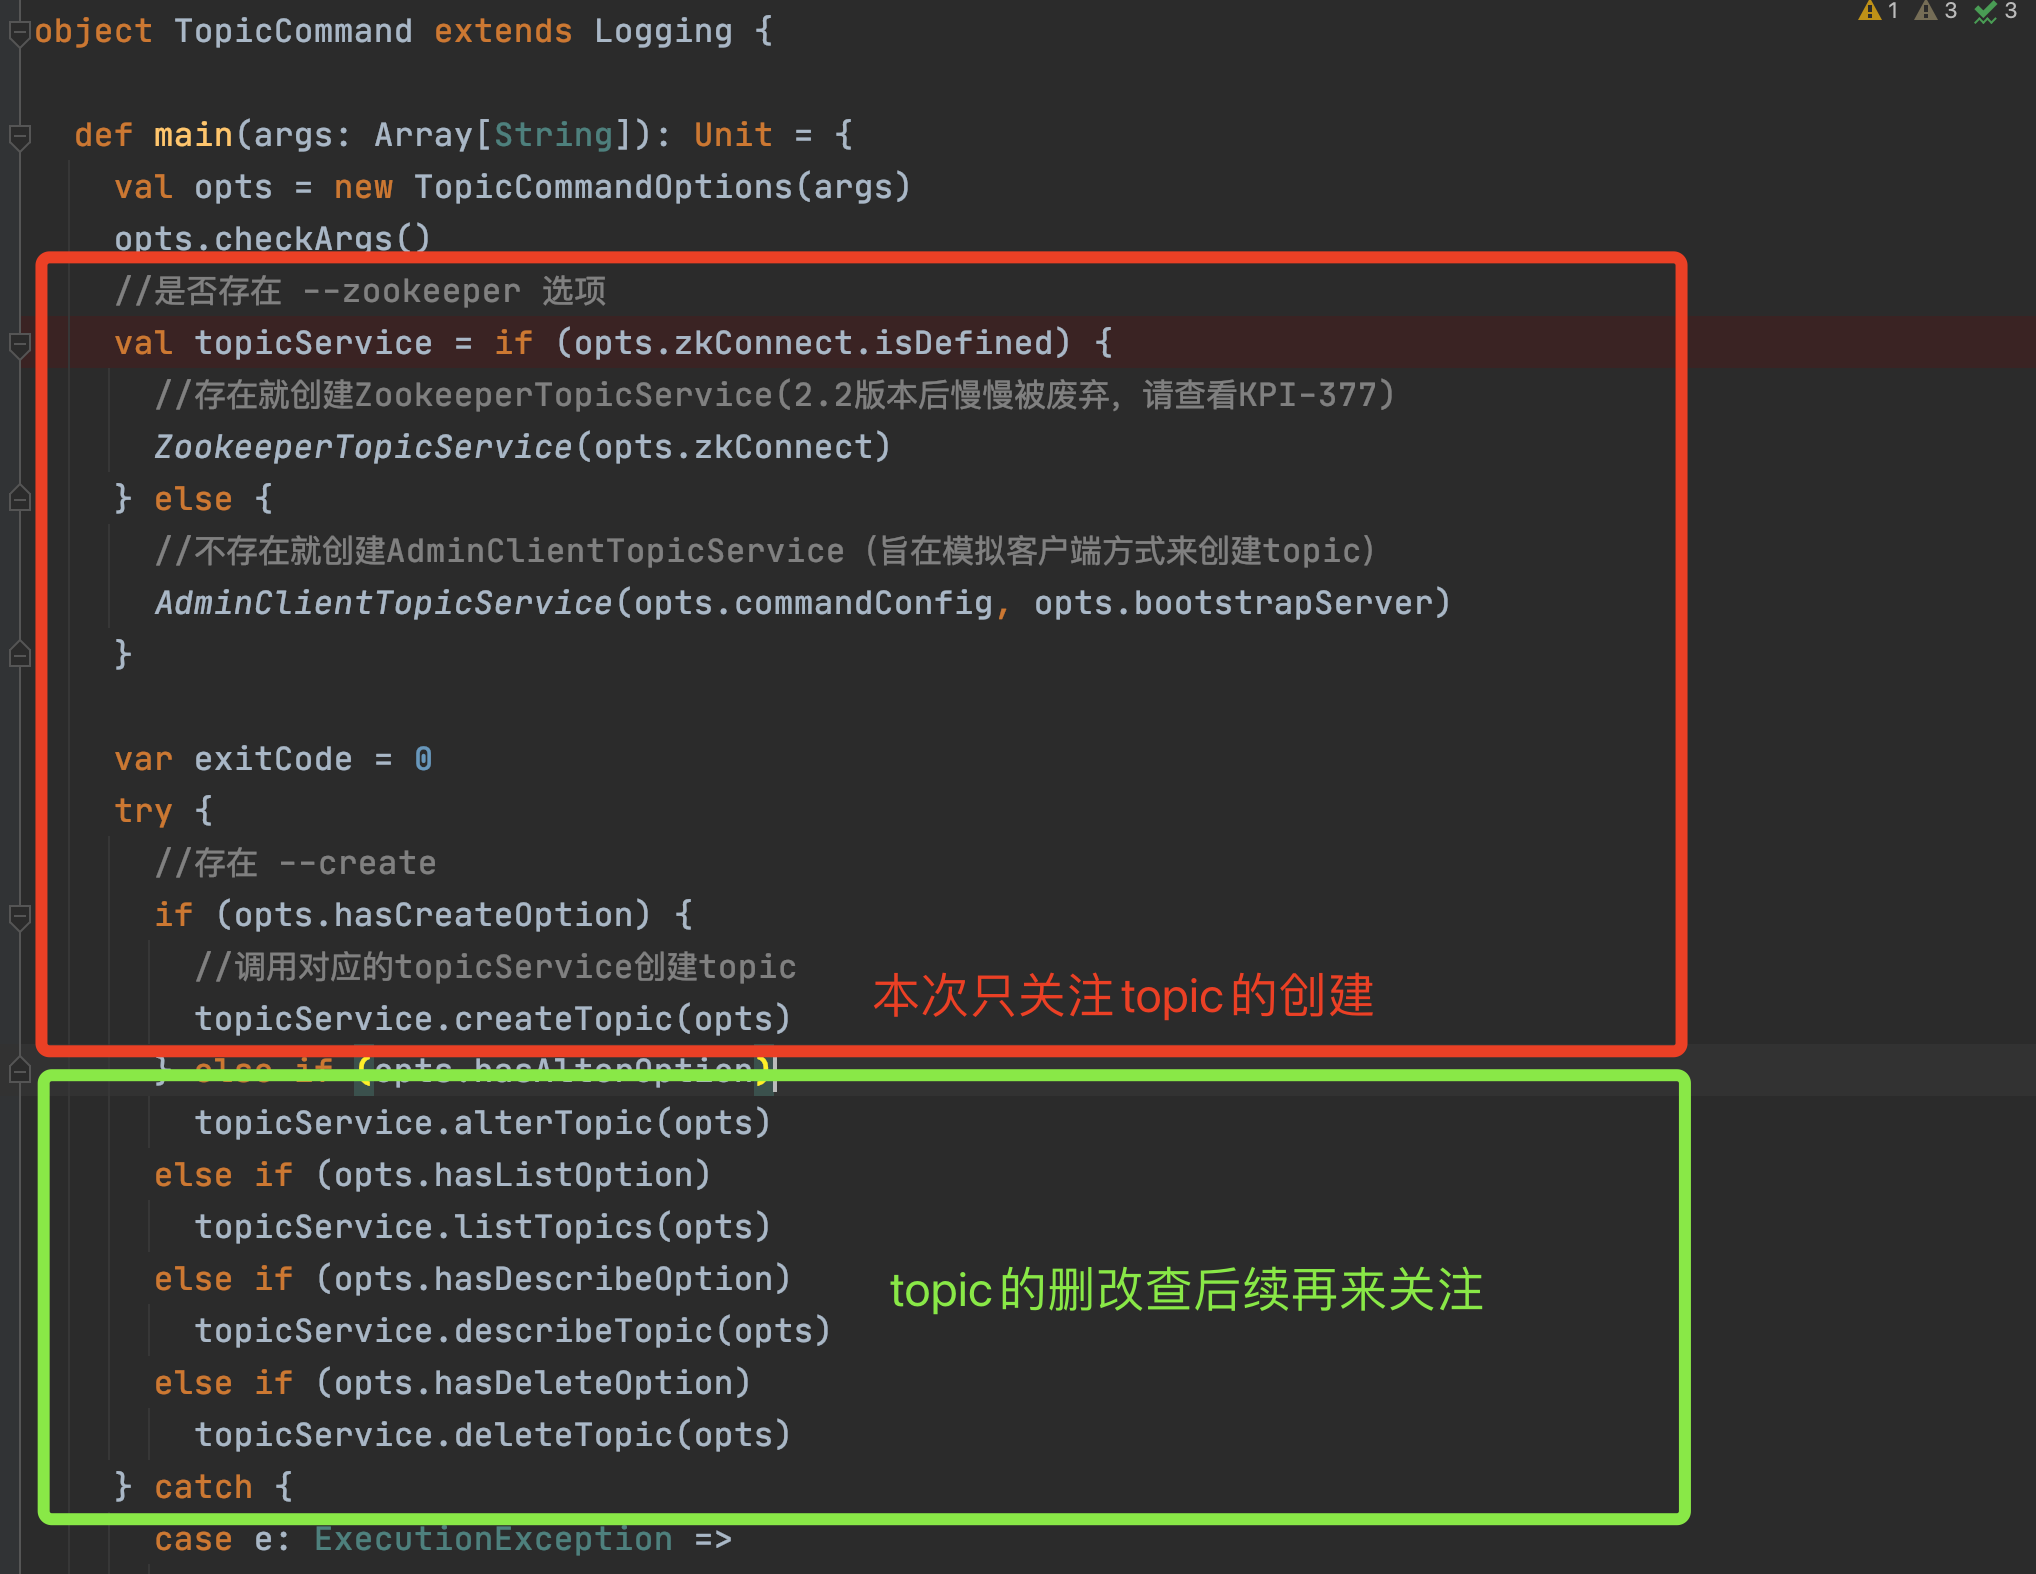 1 3 3
object TopicCommand extends Logging {
def main(args: Array[String]): Unit = {
val opts = new TopicCommandOptions(args)
opts.checkArgs()
//是否存在 --zookeeper 选项
val topicService = if (opts.zkConnect.isDefined) {
//存在就创建ZookeeperTopicService(2.2版本后慢慢被废弃，请查看KPI-377)
ZookeeperTopicService(opts.zkConnect)
} else {
//不存在就创建AdminClientTopicService（旨在模拟客户端方式来创建topic）
AdminClientTopicService(opts.commandConfig, opts.bootstrapServer)
}
var exitCode = 0
try {
//存在 --create
if (opts.hasCreateOption) {
//调用对应的topicService创建topic
topicService.createTopic(opts)
本次只关注topic的创建
} else if (opts.hasAlterOption)
topicService.alterTopic(opts)
else if (opts.hasListOption)
topicService.listTopics(opts)
else if (opts.hasDescribeOption)
topic的删改查后续再来关注
topicService.describeTopic(opts)
else if (opts.hasDeleteOption)
topicService.deleteTopic(opts)
} catch {
case e: ExecutionException =>